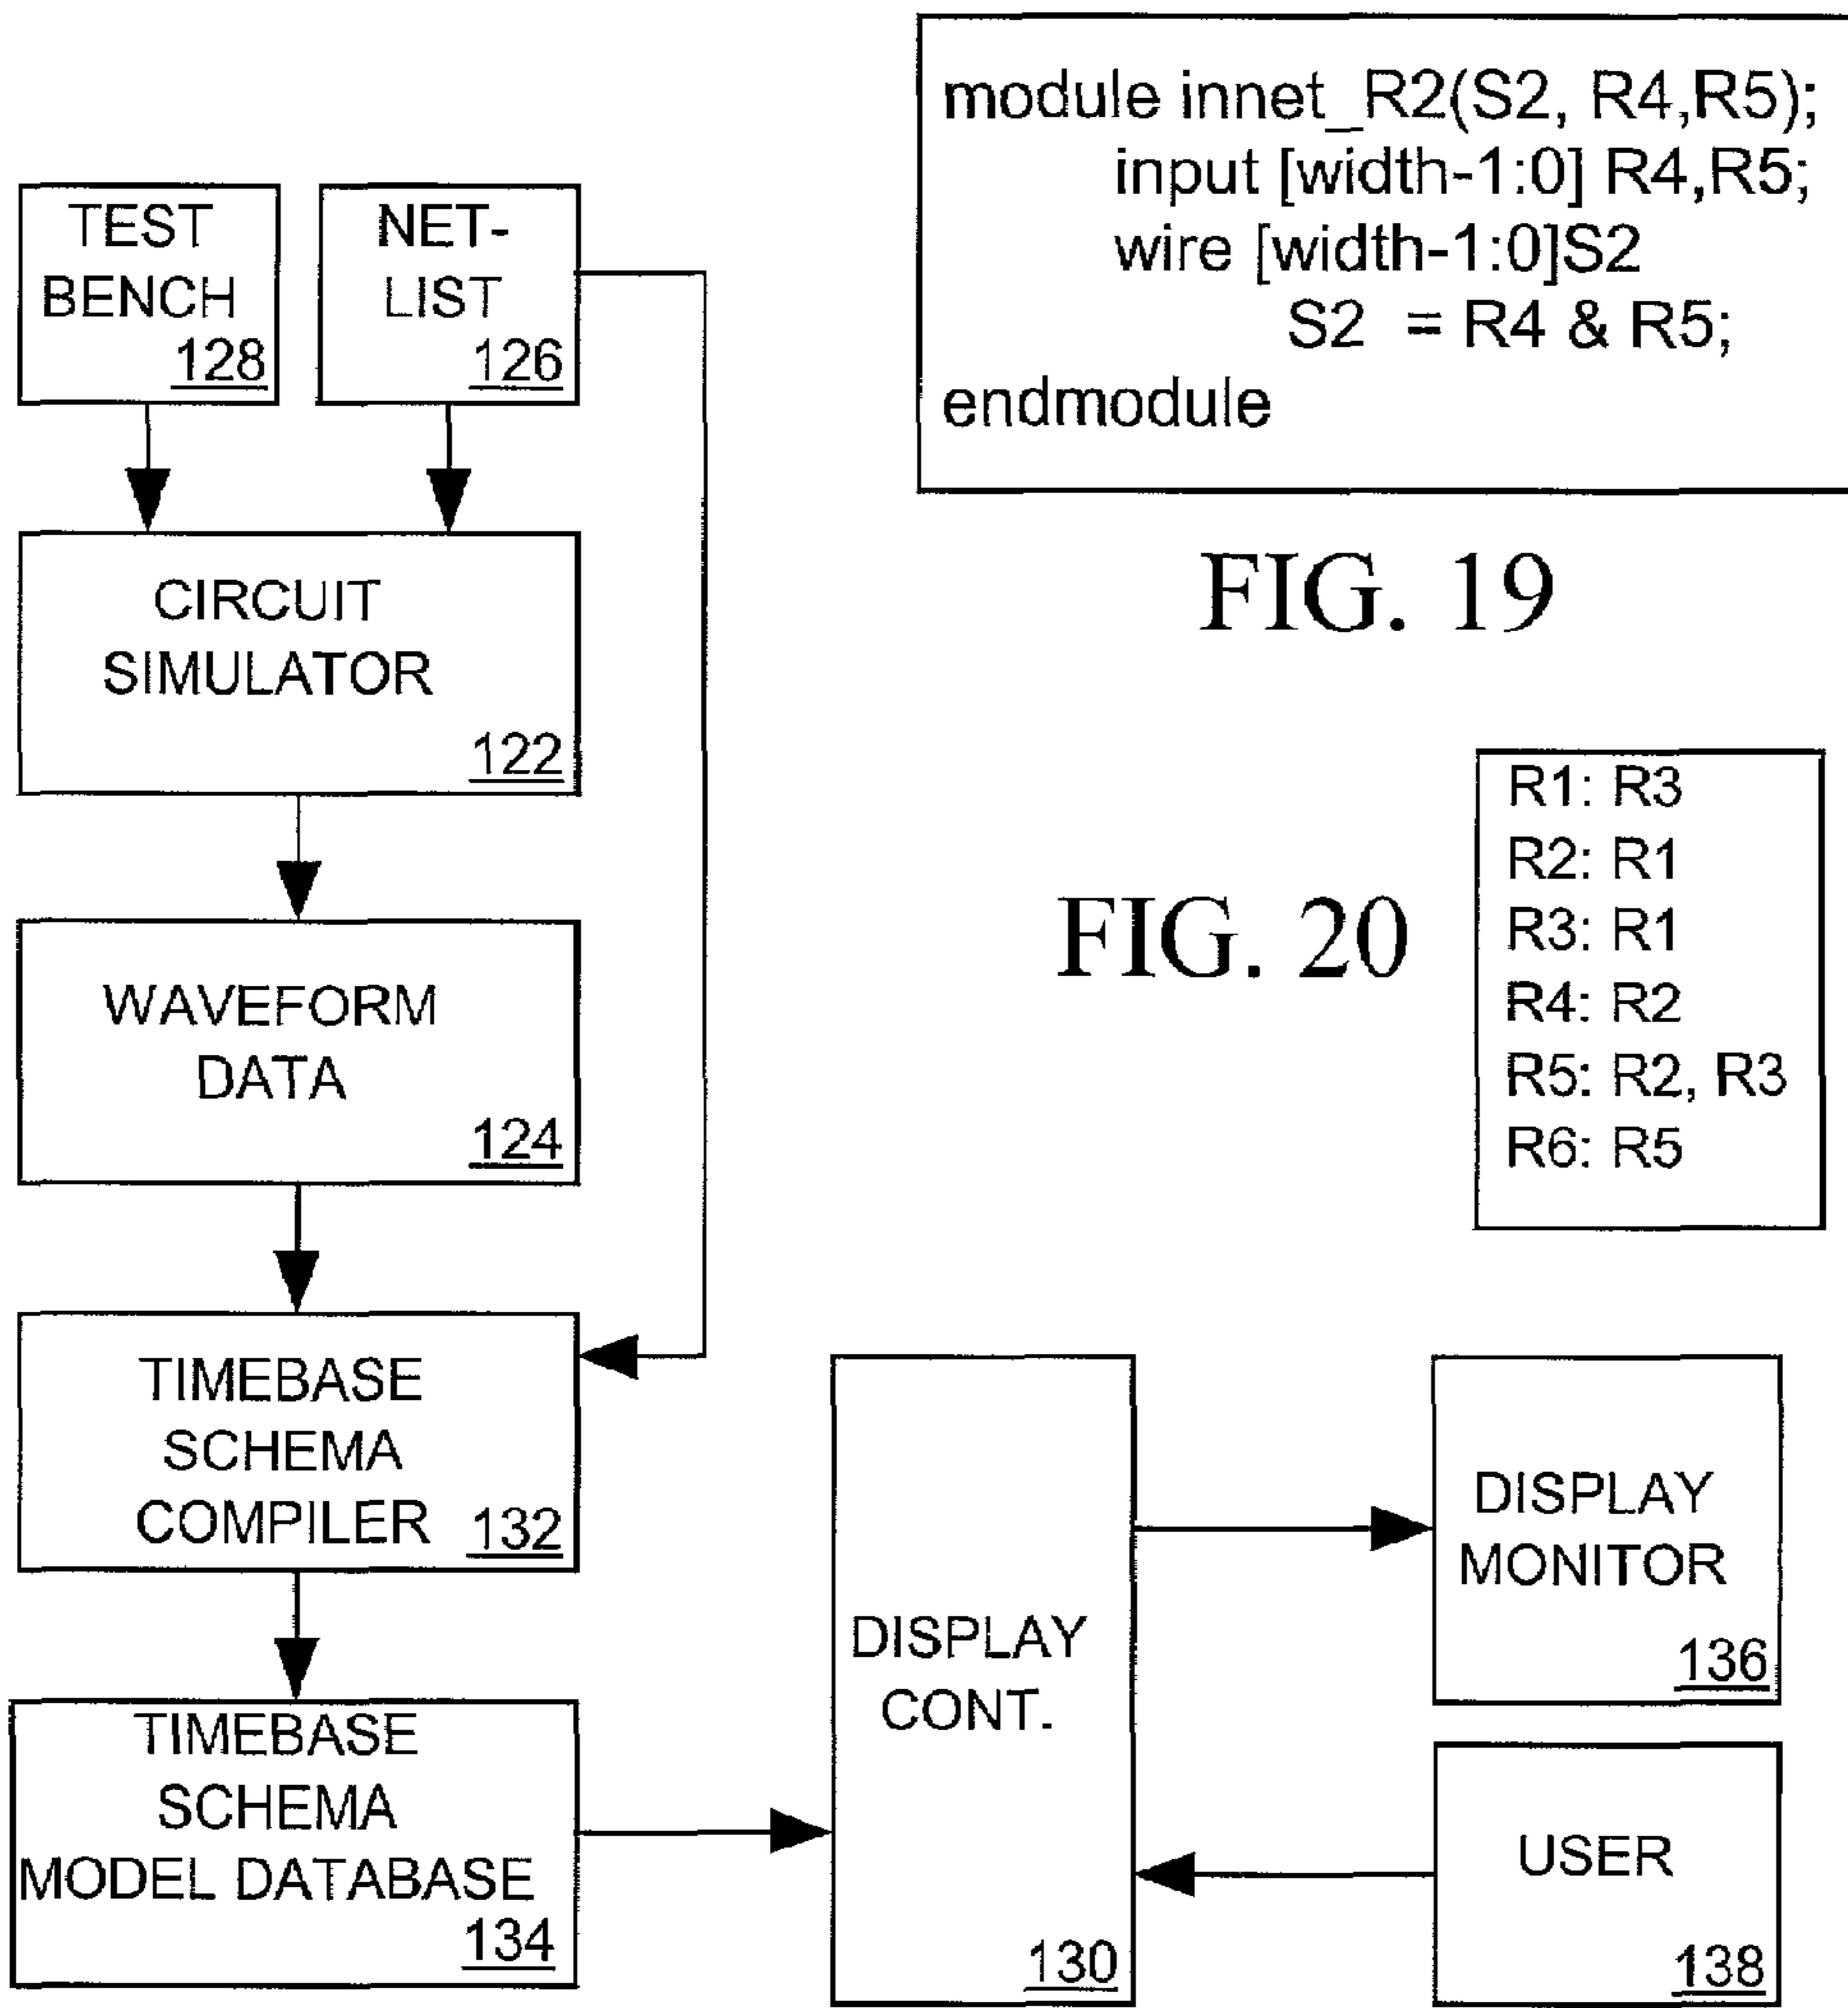 module innet_R2(S2, R4,R5);
input [width-1:0] R4,R5;
wire [width-1:0]S2
S2 = R4 & R5;
endmodule
FIG. 19
TEST
BENCH
128
NET-
LIST
126
CIRCUIT
SIMULATOR
122
WAVEFORM
DATA
124
FIG. 20
R1: R3
R2: R1
R3: R1
R4: R2
R5: R2, R3
R6: R5
TIMEBASE
SCHEMA
COMPILER 132
TIMEBASE
SCHEMA
MODEL DATABASE
134
DISPLAY
CONT.
130
DISPLAY
MONITOR
136
USER
138